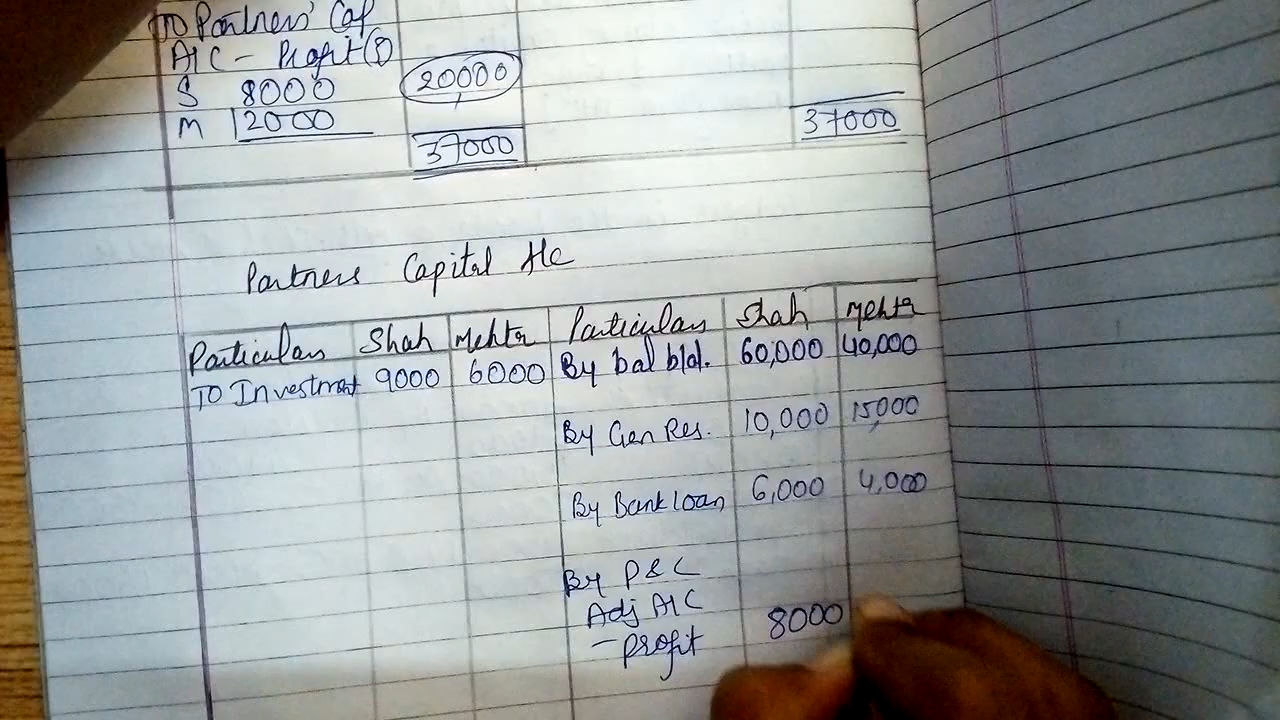 TO Partners' Cap
A/C - Profit(S)
S 8000 20000
M 12000 37000
37000
Partners Capital A/c
Particulars Shah Mehta Particulars Shah Mehta
TO Investment 9000 6000 By bal b/d. 60,000 40,000
By Gen Res. 10,000 15,000
By Bank loan 6,000 4,000
By P & L
Adj A/C
- Profit 8000